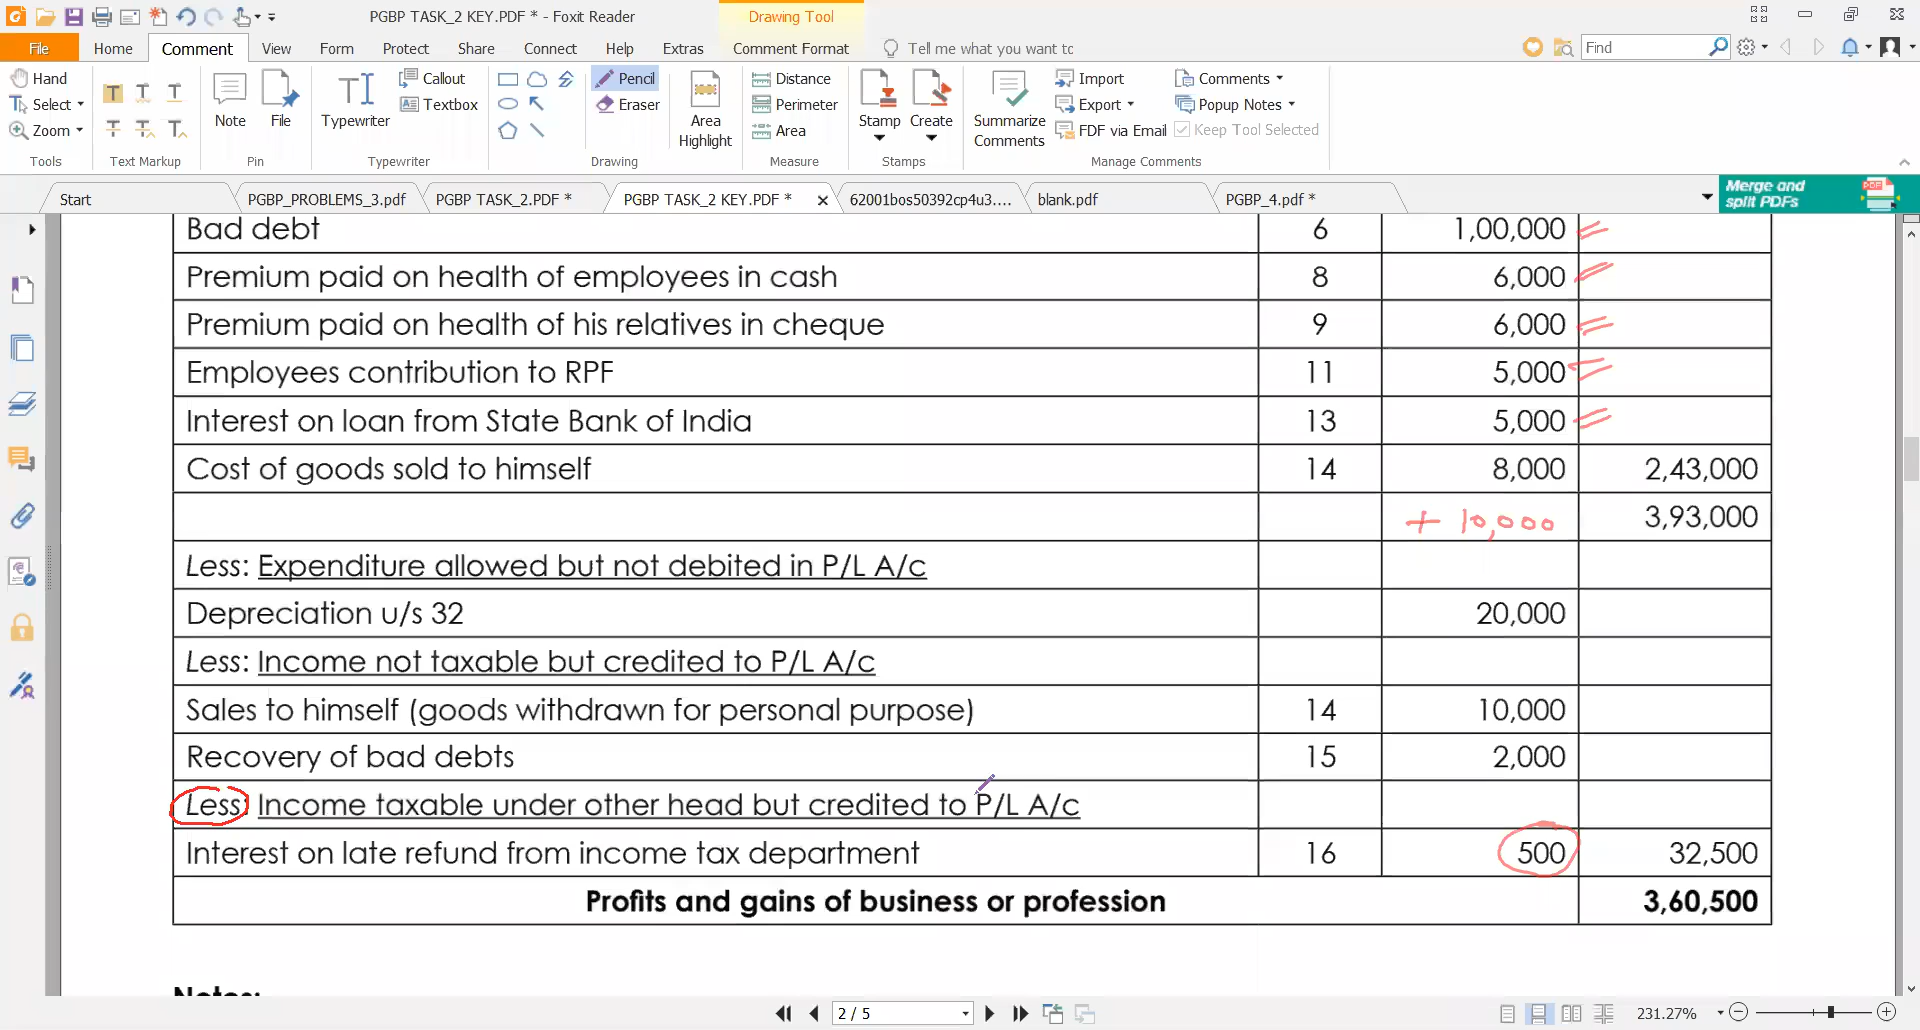 PGBP TASK_2 KEY.PDF * - Foxit Reader
Drawing Tool
File Home Comment View Form Protect Share Connect Help Extras Comment Format Tell me what you want to Find
Hand
Select
Zoom
Tools
Text Markup
Note
File
Pin
Typewriter
Callout
Textbox
Typewriter
Pencil
Eraser
Drawing
Area Highlight
Distance
Perimeter
Area
Measure
Stamp
Create
Stamps
Summarize Comments
Import
Export
FDF via Email
Comments
Popup Notes
Keep Tool Selected
Manage Comments
Start PGBP_PROBLEMS_3.pdf PGBP TASK_2.PDF * PGBP TASK_2 KEY.PDF * 62001bos50392cp4u3.... blank.pdf PGBP_4.pdf *
Merge and
split PDFs
PDF
Bad debt 6 1,00,000
Premium paid on health of employees in cash 8 6,000
Premium paid on health of his relatives in cheque 9 6,000
Employees contribution to RPF 11 5,000
Interest on loan from State Bank of India 13 5,000
Cost of goods sold to himself 14 8,000 2,43,000
+ 10,000 3,93,000
Less: Expenditure allowed but not debited in P/L A/c
Depreciation u/s 32 20,000
Less: Income not taxable but credited to P/L A/c
Sales to himself (goods withdrawn for personal purpose) 14 10,000
Recovery of bad debts 15 2,000
Less: Income taxable under other head but credited to P/L A/c
Interest on late refund from income tax department 16 500 32,500
Profits and gains of business or profession 3,60,500
Notes:
2 / 5
231.27%